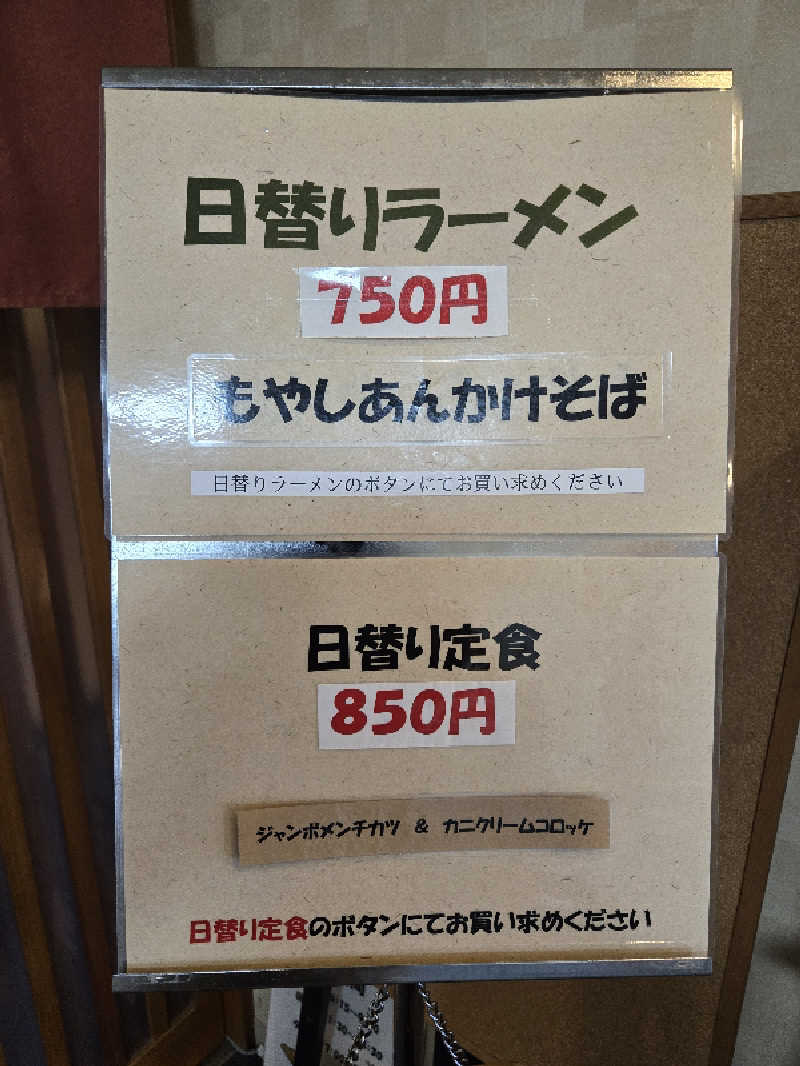 日替りラーメン
750円
もやしあんかけそば
日替りラーメンのボタンにてお買い求めください
日替り定食
850円
ジャンボメンチカツ & カニクリームコロッケ
日替り定食のボタンにてお買い求めください